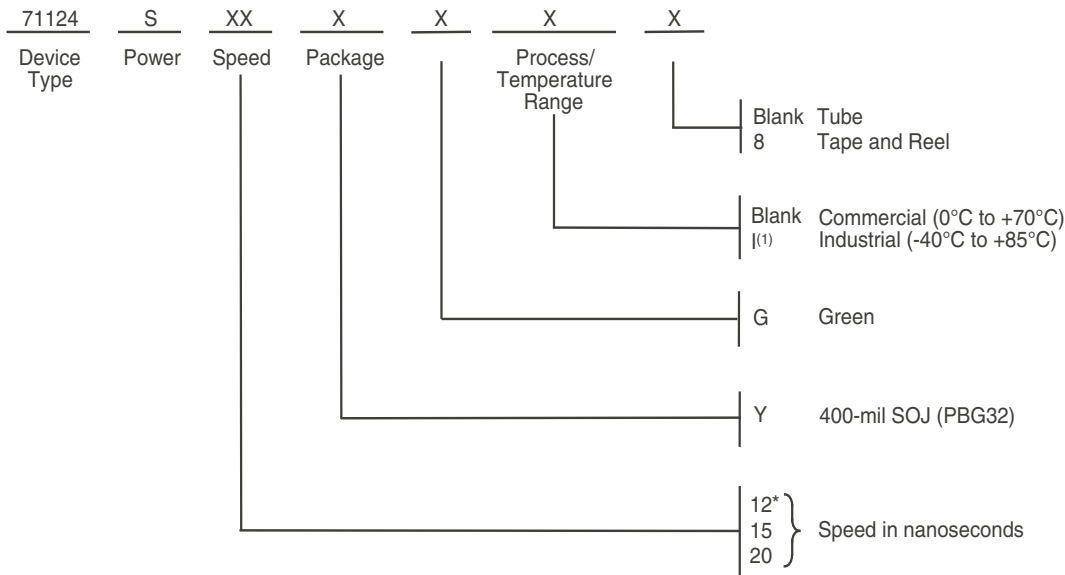 71124 S XX X X X X
Device Type
Power
Speed
Package
Process/
Temperature
Range
Blank Tube
8 Tape and Reel
Blank Commercial (0°C to +70°C)
I(1) Industrial (-40°C to +85°C)
G Green
Y 400-mil SOJ (PBG32)
12*
15 Speed in nanoseconds
20